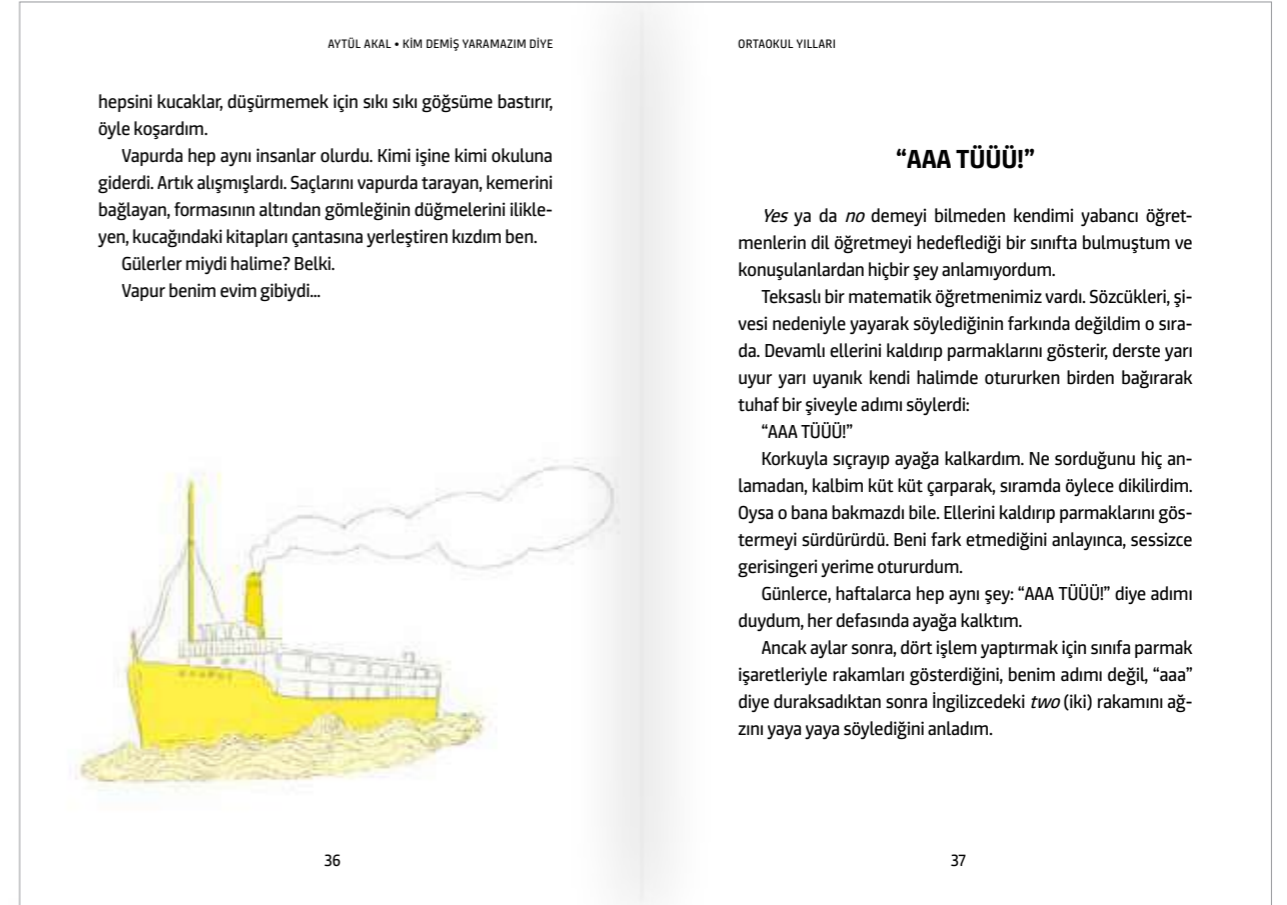 AYTÜL AKAL • KİM DEMİŞ YARAMAZIM DİYE
hepsini kucaklar, düşürmemek için sıkı sıkı göğsüme bastırır,
öyle koşardım.
Vapurda hep aynı insanlar olurdu. Kimi işine kimi okuluna
giderdi. Artık alışmışlardı. Saçlarını vapurda tarayan, kemerini
bağlayan, formasının altından gömleğinin düğmelerini ilikle-
yen, kucağındaki kitapları çantasına yerleştiren kızdım ben.
Gülerler miydi halime? Belki.
Vapur benim evim gibiydi...
36
ORTAOKUL YILLARI
“AAA TÜÜÜ!”
Yes ya da no demeyi bilmeden kendimi yabancı öğret-
menlerin dil öğretmeyi hedeflediği bir sınıfta bulmuştum ve
konuşulanlardan hiçbir şey anlamıyordum.
Teksaslı bir matematik öğretmenimiz vardı. Sözcükleri, şi-
vesi nedeniyle yayarak söylediğinin farkında değildim o sıra-
da. Devamlı ellerini kaldırıp parmaklarını gösterir, derste yarı
uyur yarı uyanık kendi halimde otururken birden bağırarak
tuhaf bir şiveyle adımı söylerdi:
“AAA TÜÜÜ!”
Korkuyla sıçrayıp ayağa kalkardım. Ne sorduğunu hiç an-
lamadan, kalbim küt küt çarparak, sıramda öylece dikilirdim.
Oysa o bana bakmazdı bile. Ellerini kaldırıp parmaklarını gös-
termeyi sürdürürdü. Beni fark etmediğini anlayınca, sessizce
gerisingeri yerime otururdum.
Günlerce, haftalarca hep aynı şey: “AAA TÜÜÜ!” diye adımı
duydum, her defasında ayağa kalktım.
Ancak aylar sonra, dört işlem yaptırmak için sınıfa parmak
işaretleriyle rakamları gösterdiğini, benim adımı değil, “aaa”
diye duraksadıktan sonra İngilizcedeki two (iki) rakamını ağ-
zını yaya yaya söylediğini anladım.
37